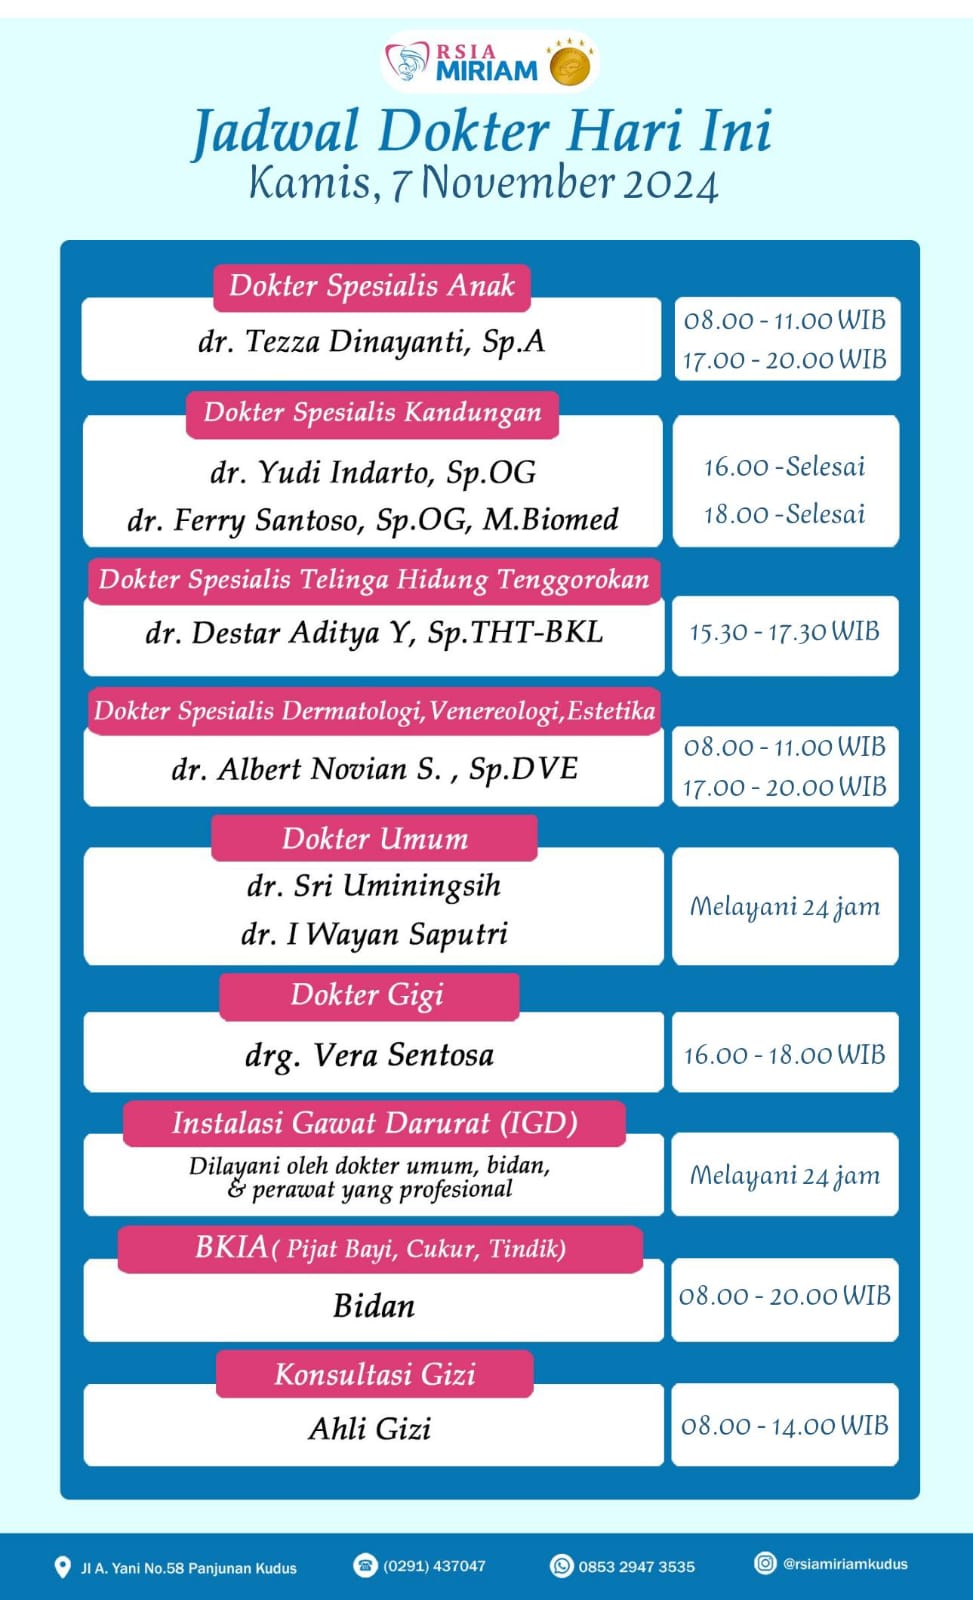 RSIA
MIRIAM
Jadwal Dokter Hari Ini
Kamis, 7 November 2024
Dokter Spesialis Anak
dr. Tezza Dinayanti, Sp.A
08.00 - 11.00 WIB
17.00 - 20.00 WIB
Dokter Spesialis Kandungan
dr. Yudi Indarto, Sp.OG
16.00 -Selesai
dr. Ferry Santoso, Sp.OG, M.Biomed
18.00 -Selesai
Dokter Spesialis Telinga Hidung Tenggorokan
dr. Destar Aditya Y, Sp.THT-BKL
15.30 - 17.30 WIB
Dokter Spesialis Dermatologi,Venereologi,Estetika
dr. Albert Novian S. , Sp.DVE
08.00 - 11.00 WIB
17.00 - 20.00 WIB
Dokter Umum
dr. Sri Uminingsih
dr. I Wayan Saputri
Melayani 24 jam
Dokter Gigi
drg. Vera Sentosa
16.00 - 18.00 WIB
Instalasi Gawat Darurat (IGD)
Dilayani oleh dokter umum, bidan,
& perawat yang profesional
Melayani 24 jam
BKIA( Pijat Bayi, Cukur, Tindik)
Bidan
08.00 - 20.00 WIB
Konsultasi Gizi
Ahli Gizi
08.00 - 14.00 WIB
Jl A. Yani No.58 Panjunan Kudus
(0291) 437047
0853 2947 3535
@rsiamiriamkudus